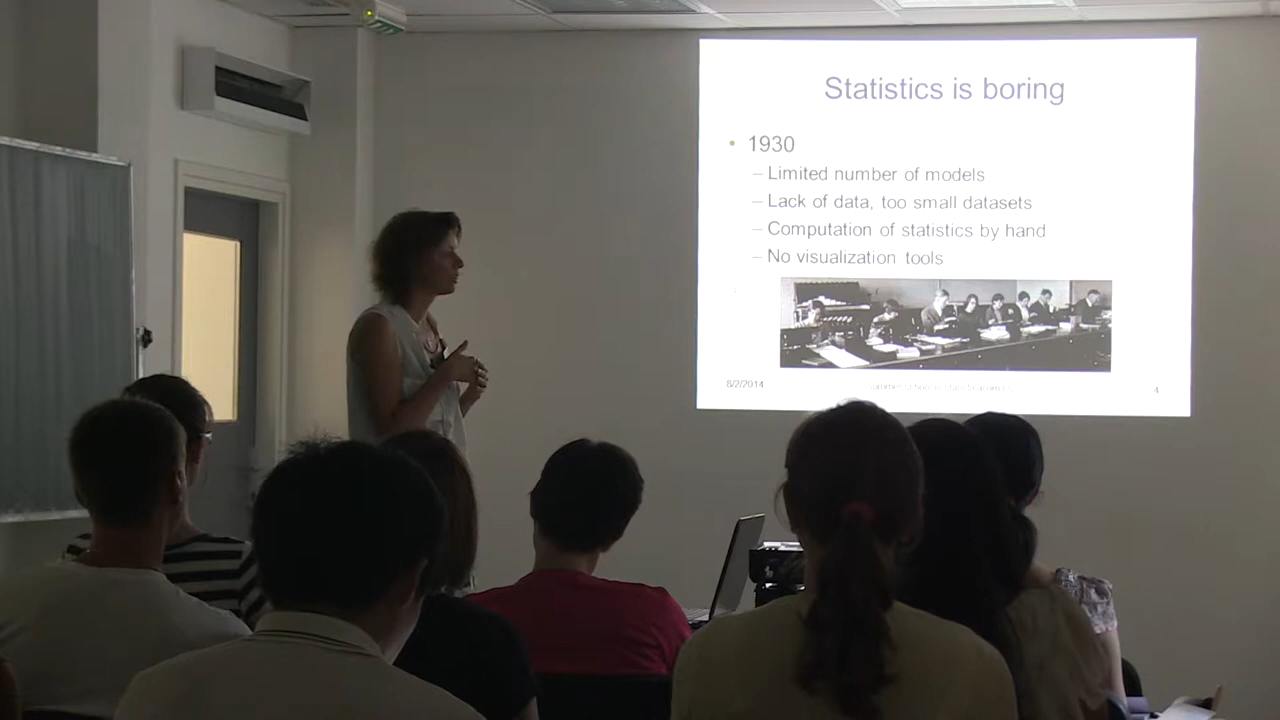 Statistics is boring
• 1930
– Limited number of models
– Lack of data, too small datasets
– Computation of statistics by hand
– No visualization tools
8/2/2014
4